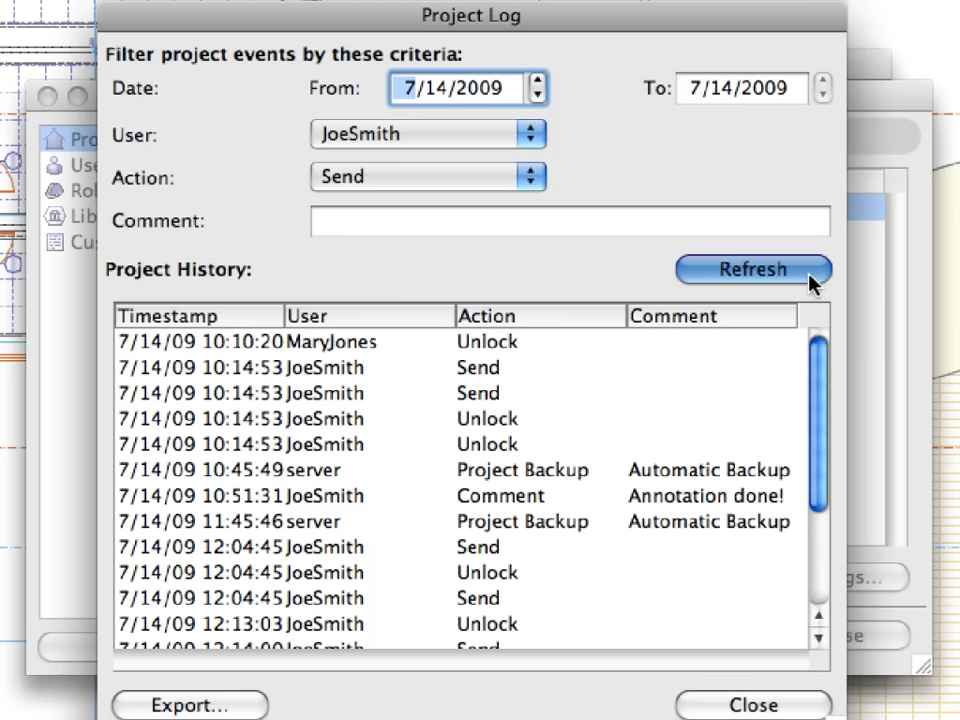 Project Log
Filter project events by these criteria:
Date: From: 7/14/2009 To: 7/14/2009
User: JoeSmith
Action: Send
Comment:
Project History: Refresh
Timestamp User Action Comment
7/14/09 10:10:20 MaryJones Unlock
7/14/09 10:14:53 JoeSmith Send
7/14/09 10:14:53 JoeSmith Send
7/14/09 10:14:53 JoeSmith Unlock
7/14/09 10:14:53 JoeSmith Unlock
7/14/09 10:45:49 server Project Backup Automatic Backup
7/14/09 10:51:31 JoeSmith Comment Annotation done!
7/14/09 11:45:46 server Project Backup Automatic Backup
7/14/09 12:04:45 JoeSmith Send
7/14/09 12:04:45 JoeSmith Unlock
7/14/09 12:04:45 JoeSmith Send
7/14/09 12:13:03 JoeSmith Unlock
Export... Close
Pro
Use
Rol
Lib
Cus
gs...
se